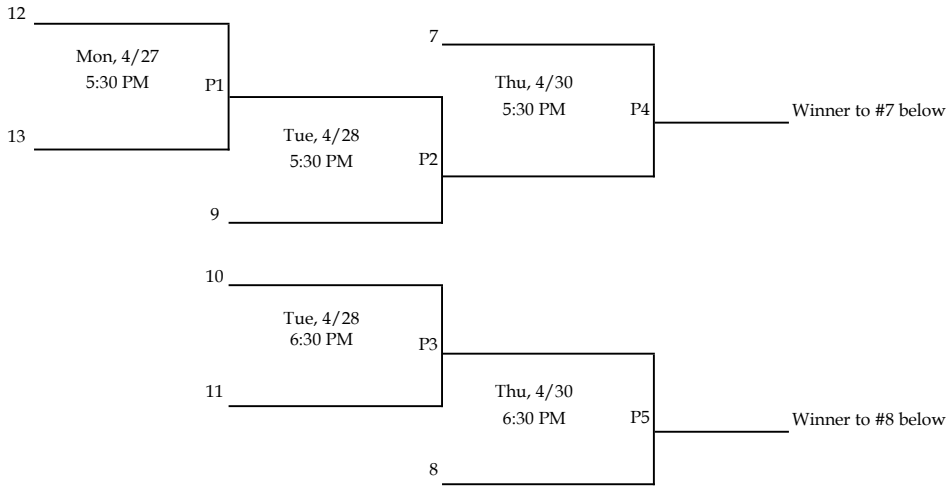 12
Mon, 4/27
5:30 PM
P1
13
7
Thu, 4/30
5:30 PM
P4
Winner to #7 below
Tue, 4/28
5:30 PM
P2
9
10
Tue, 4/28
6:30 PM
P3
11
Thu, 4/30
6:30 PM
P5
Winner to #8 below
8